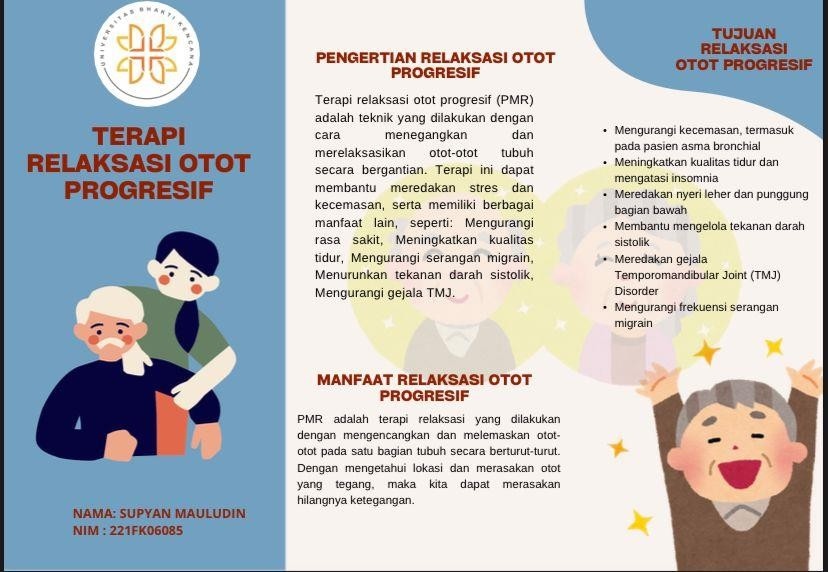 UNIVERSITAS BHAKTI KENCANA
TERAPI
RELAKSASI OTOT
PROGRESIF
NAMA: SUPYAN MAULUDIN
NIM : 221FK06085
PENGERTIAN RELAKSASI OTOT
PROGRESIF
Terapi relaksasi otot progresif (PMR)
adalah teknik yang dilakukan dengan
cara menegangkan dan
merelaksasikan otot-otot tubuh
secara bergantian. Terapi ini dapat
membantu meredakan stres dan
kecemasan, serta memiliki berbagai
manfaat lain, seperti: Mengurangi
rasa sakit, Meningkatkan kualitas
tidur, Mengurangi serangan migrain,
Menurunkan tekanan darah sistolik,
Mengurangi gejala TMJ.
MANFAAT RELAKSASI OTOT
PROGRESIF
PMR adalah terapi relaksasi yang dilakukan
dengan mengencangkan dan melemaskan otot-
otot pada satu bagian tubuh secara berturut-turut.
Dengan mengetahui lokasi dan merasakan otot
yang tegang, maka kita dapat merasakan
hilangnya ketegangan.
TUJUAN
RELAKSASI
OTOT PROGRESIF
• Mengurangi kecemasan, termasuk
pada pasien asma bronchial
• Meningkatkan kualitas tidur dan
mengatasi insomnia
• Meredakan nyeri leher dan punggung
bagian bawah
• Membantu mengelola tekanan darah
sistolik
• Meredakan gejala
Temporomandibular Joint (TMJ)
Disorder
• Mengurangi frekuensi serangan
migrain